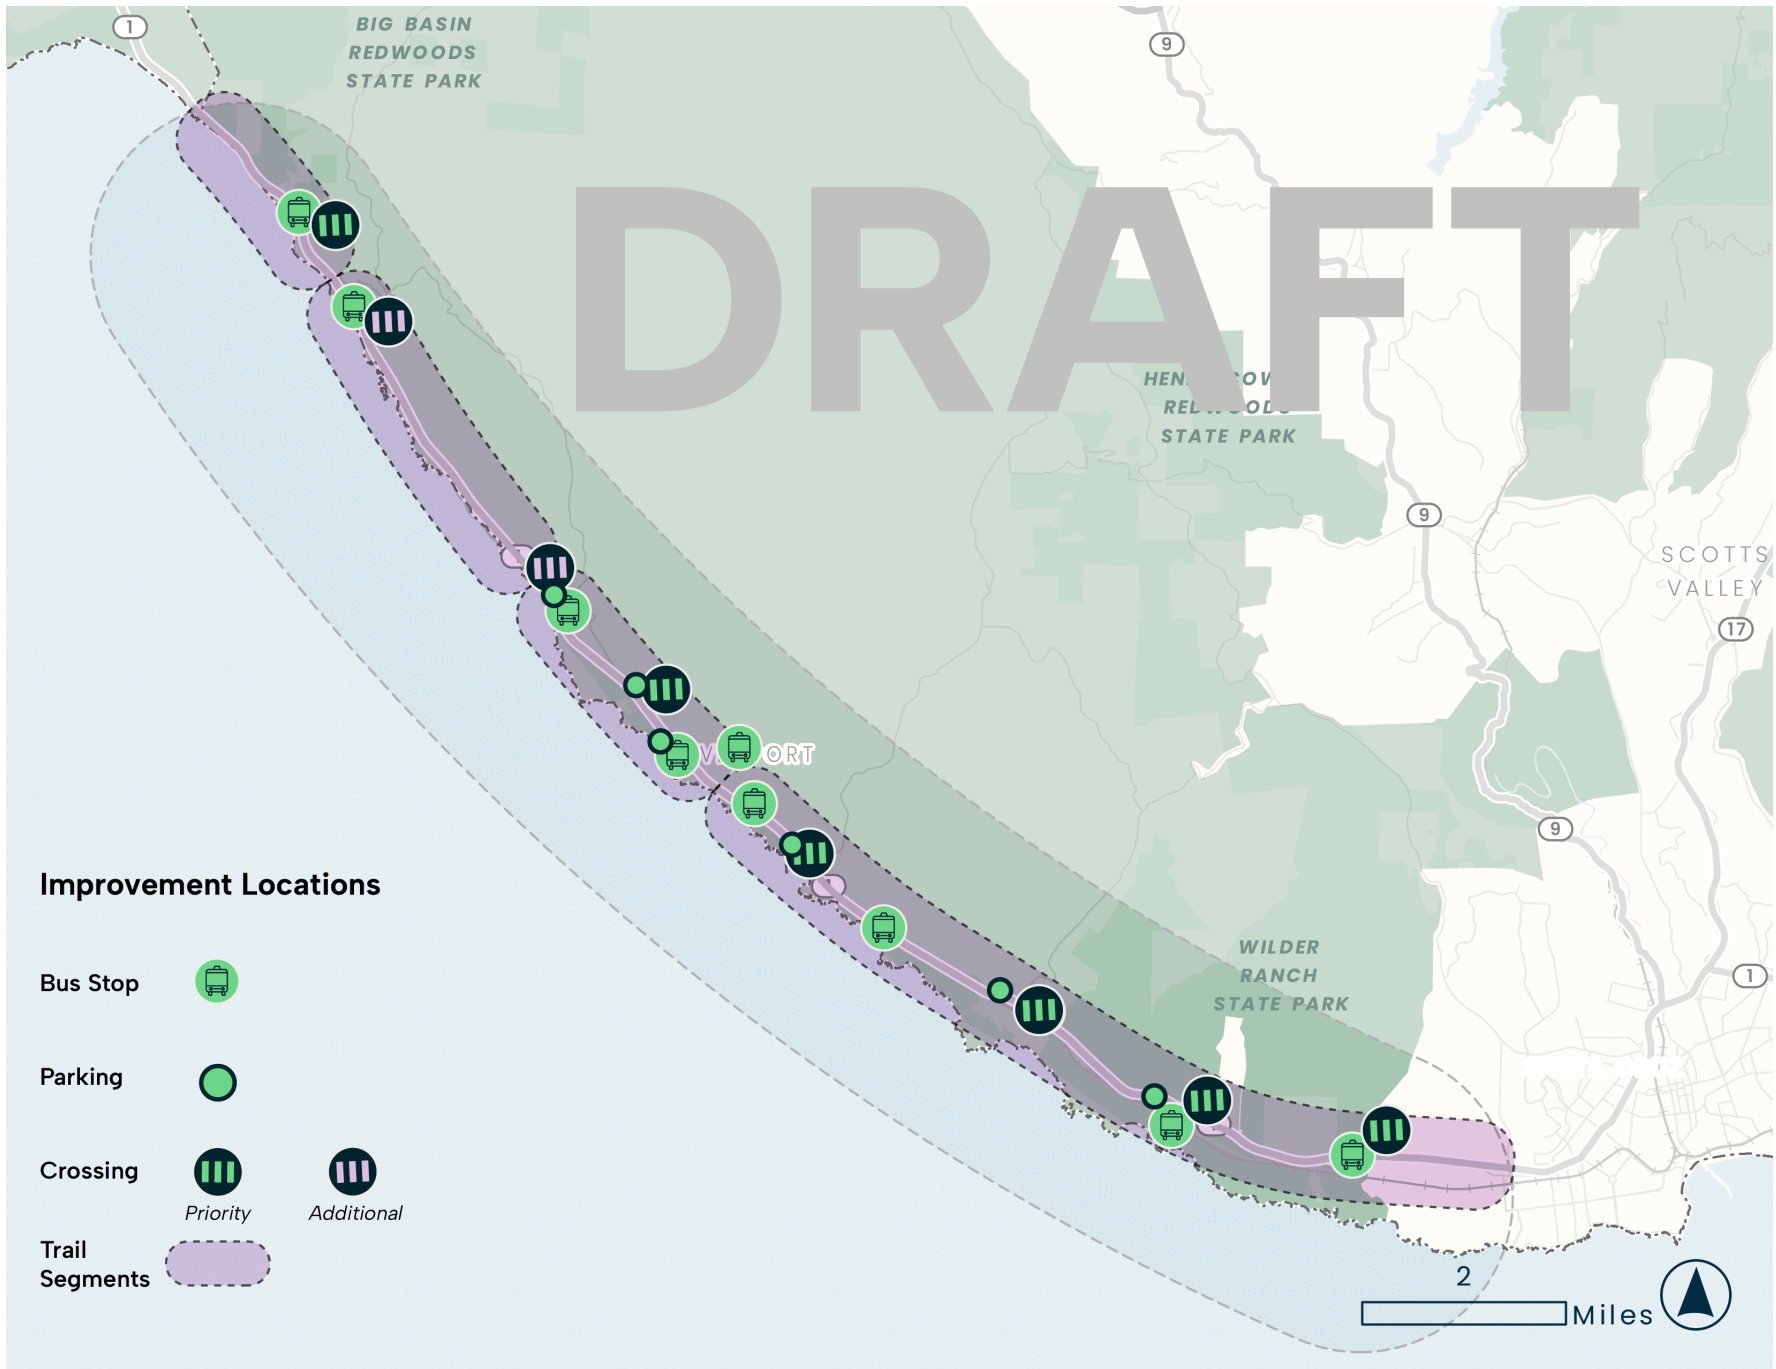 1
BIG BASIN
REDWOODS
STATE PARK
9
DRAFT
REDWOODS
STATE PARK
9
SCOTTS
VALLEY
17
ORT
9
Improvement Locations
WILDER
RANCH
STATE PARK
1
Bus Stop
Parking
Crossing
Priority
Additional
Trail
Segments
2
Miles